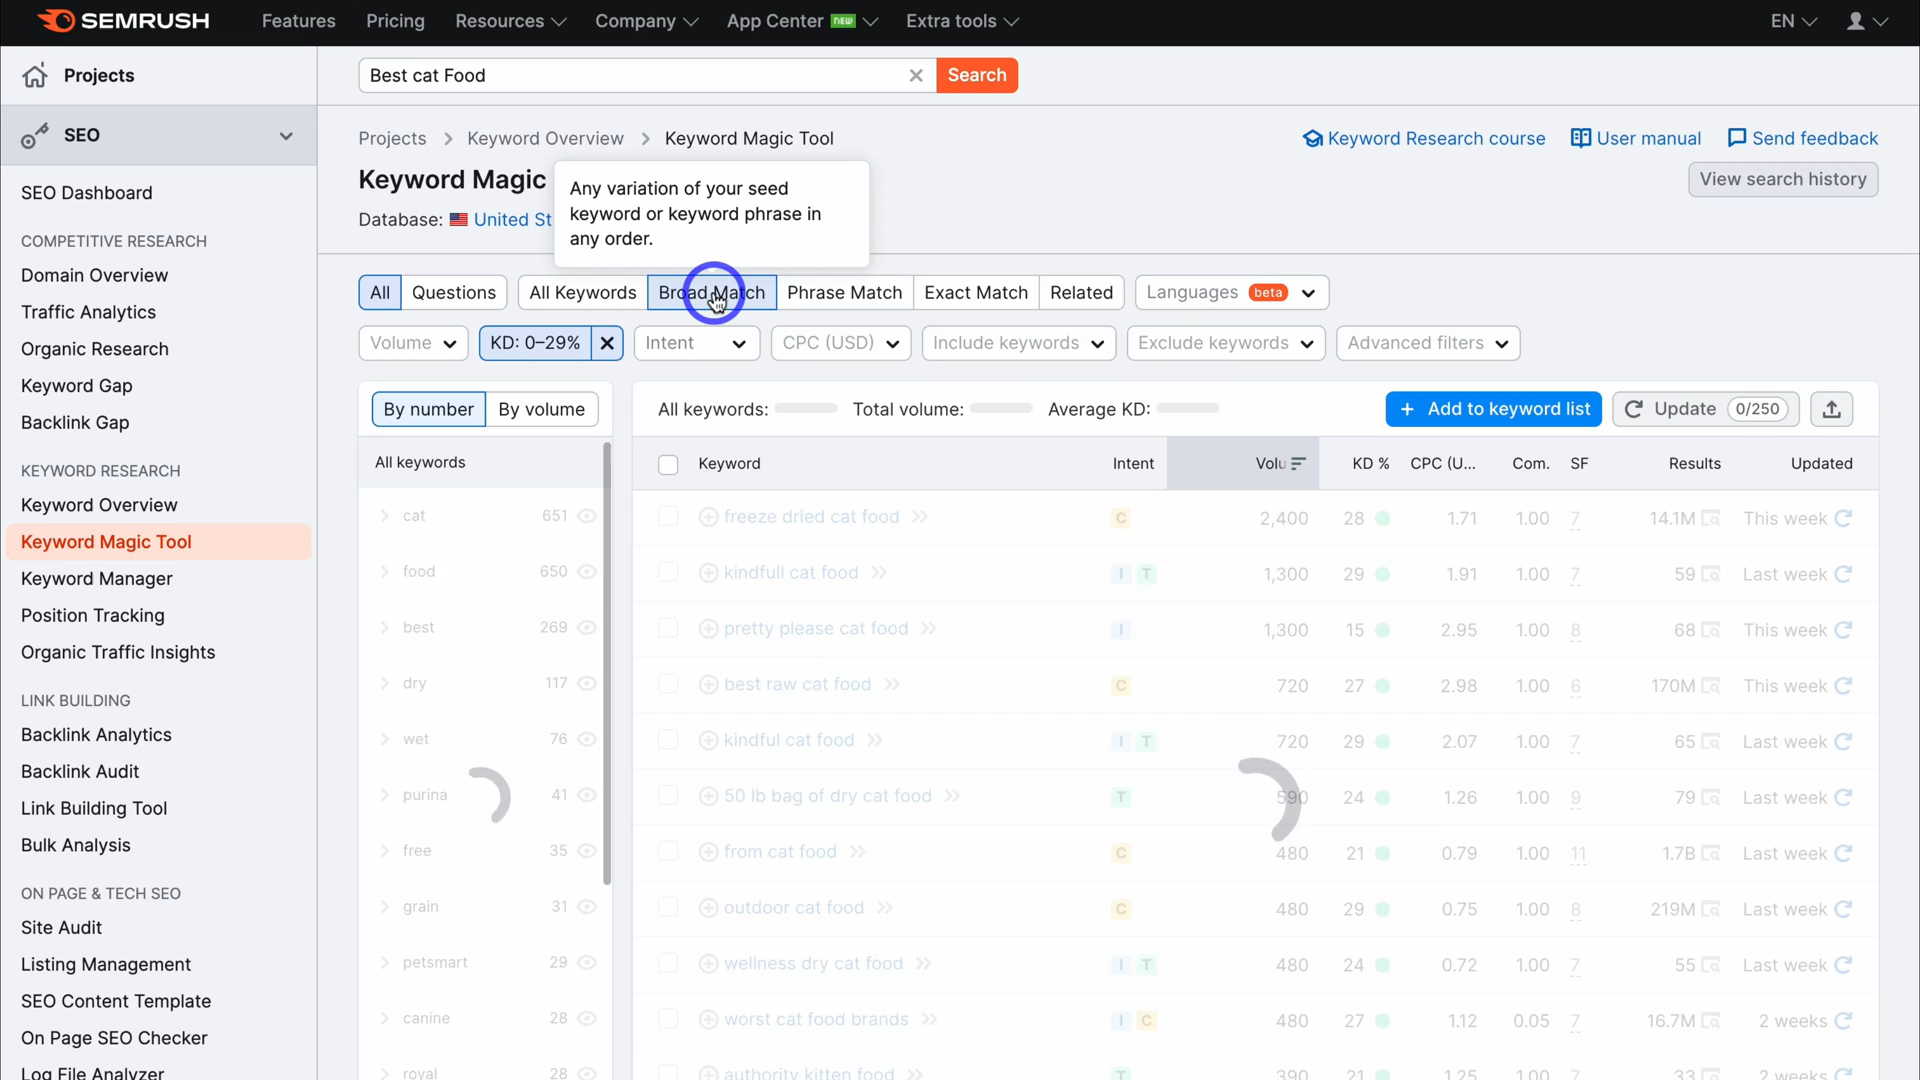 SEMRUSH Features Pricing Resources Company App Center NEW Extra tools EN
Projects
Best cat Food
Search
SEO
Projects > Keyword Overview > Keyword Magic Tool
Keyword Research course User manual Send feedback
Keyword Magic
View search history
Database: United St
Any variation of your seed
keyword or keyword phrase in
any order.
All Questions All Keywords Broad Match Phrase Match Exact Match Related Languages beta
Volume KD: 0–29% Intent CPC (USD) Include keywords Exclude keywords Advanced filters
SEO Dashboard
COMPETITIVE RESEARCH
Domain Overview
Traffic Analytics
Organic Research
Keyword Gap
Backlink Gap
KEYWORD RESEARCH
Keyword Overview
Keyword Magic Tool
Keyword Manager
Position Tracking
Organic Traffic Insights
LINK BUILDING
Backlink Analytics
Backlink Audit
Link Building Tool
Bulk Analysis
ON PAGE & TECH SEO
Site Audit
Listing Management
SEO Content Template
On Page SEO Checker
Log File Analyzer
By number By volume
All keywords
cat 651
food 650
best 269
dry 117
wet 76
purina 41
free 35
grain 31
petsmart 29
canine 28
royal 28
All keywords: Total volume: Average KD: + Add to keyword list Update 0/250
Keyword Intent Volu KD % CPC (U... Com. SF Results Updated
freeze dried cat food C 2,400 28 1.71 1.00 7 14.1M This week
kindfull cat food I T 1,300 29 1.91 1.00 7 59 Last week
pretty please cat food I 1,300 15 2.95 1.00 8 68 This week
best raw cat food C 720 27 2.98 1.00 6 170M This week
kindful cat food I T 720 29 2.07 1.00 7 65 Last week
50 lb bag of dry cat food T 590 24 1.26 1.00 9 79 Last week
from cat food C 480 21 0.79 1.00 11 1.7B Last week
outdoor cat food C 480 29 0.75 1.00 8 219M Last week
wellness dry cat food I T 480 24 0.72 1.00 7 55 Last week
worst cat food brands I C 480 27 1.12 0.05 7 16.7M 2 weeks
authority kitten food T 390 21 1.25 1.00 7 33 2 weeks